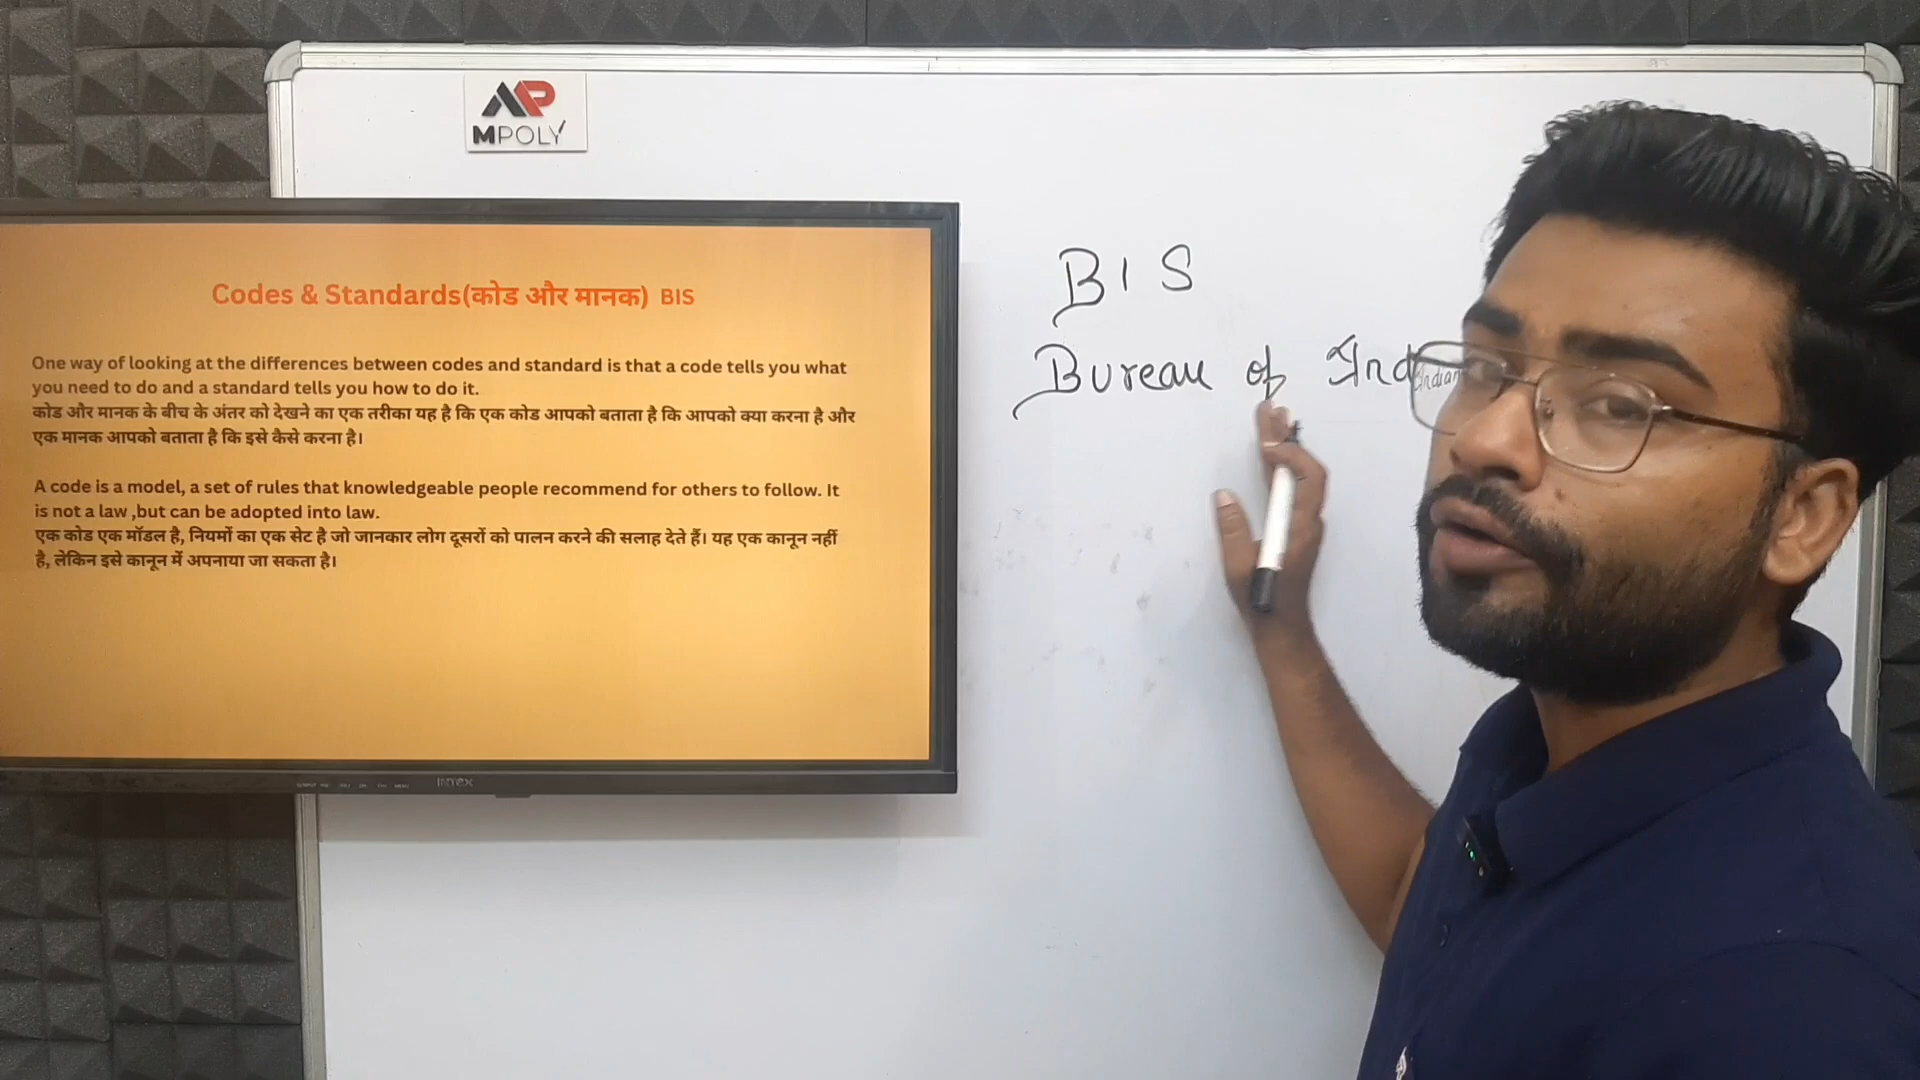 AP
MPOLY
Codes & Standards(कोड और मानक) BIS
One way of looking at the differences between codes and standard is that a code tells you what
you need to do and a standard tells you how to do it.
कोड और मानक के बीच के अंतर को देखने का एक तरीका यह है कि एक कोड आपको बताता है कि आपको क्या करना है और
एक मानक आपको बताता है कि इसे कैसे करना है।
A code is a model, a set of rules that knowledgeable people recommend for others to follow. It
is not a law ,but can be adopted into law.
एक कोड एक मॉडल है, नियमों का एक सेट है जो जानकार लोग दूसरों को पालन करने की सलाह देते हैं। यह एक कानून नहीं
है, लेकिन इसे कानून में अपनाया जा सकता है।
Intex
BIS
Bureau of Indian